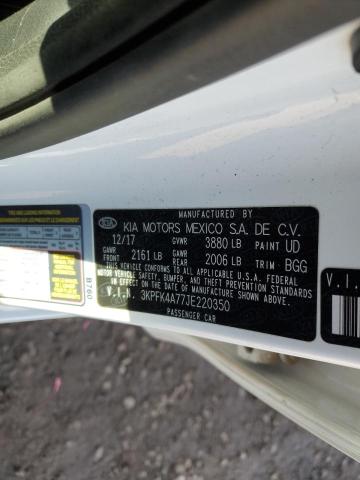 MANUFACTURED BY
KIA MOTORS MEXICO S.A. DE C.V.
12/17 GVWR 3880 LB PAINT UD
GAWR FRONT 2161 LB GAWR REAR 2006 LB TRIM BGG
THIS VEHICLE CONFORMS TO ALL APPLICABLE U.S.A. FEDERAL
MOTOR VEHICLE SAFETY, BUMPER, AND THEFT PREVENTION STANDARDS
IN EFFECT ON THE DATE OF MANUFACTURE SHOWN ABOVE.
V.I.N. 3KPFK4A77JE220350
PASSENGER CAR
B760
V.I.